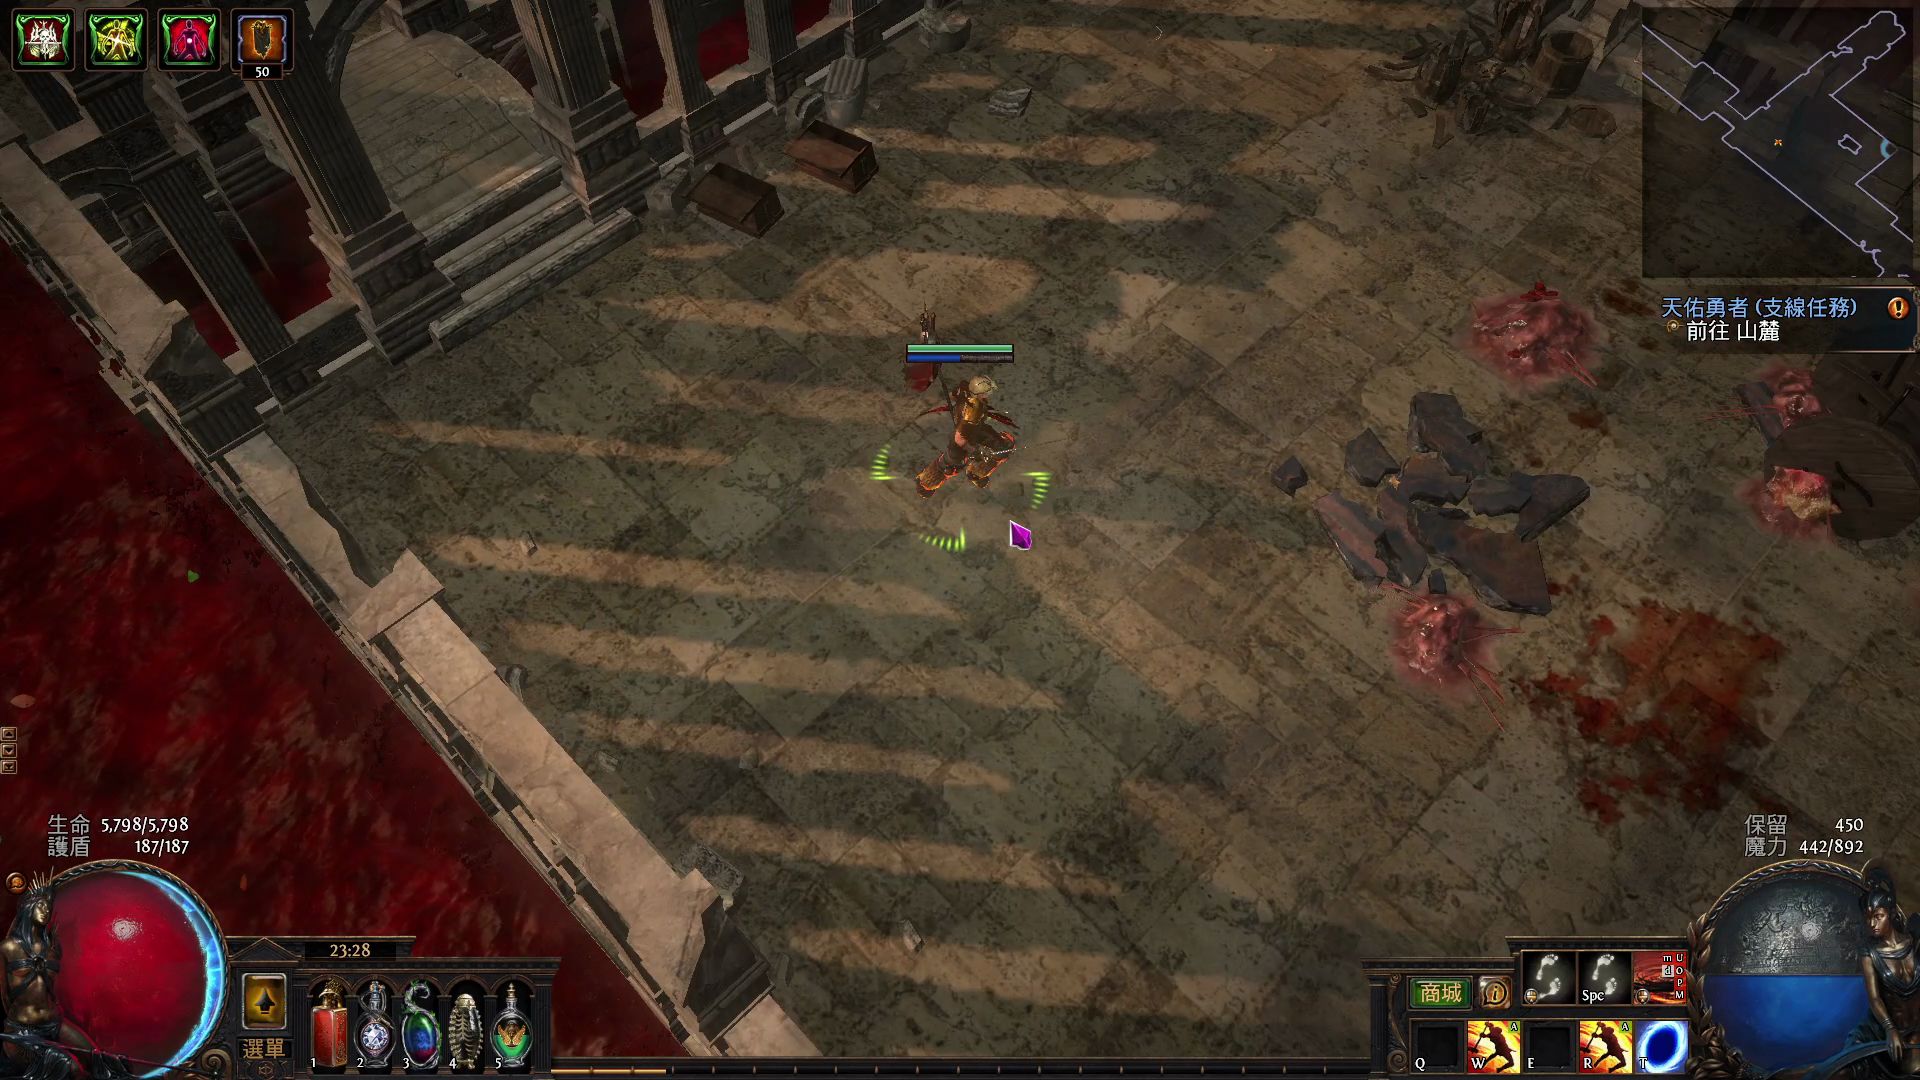 50
天佑勇者 (支線任務)
前往 山麓
生命 5,798/5,798
護盾 187/187
保留 450
魔力 442/892
23:28
選單
1 2 3 4 5
商城
Spc
m U
d O
P
M
Q W A E R A T